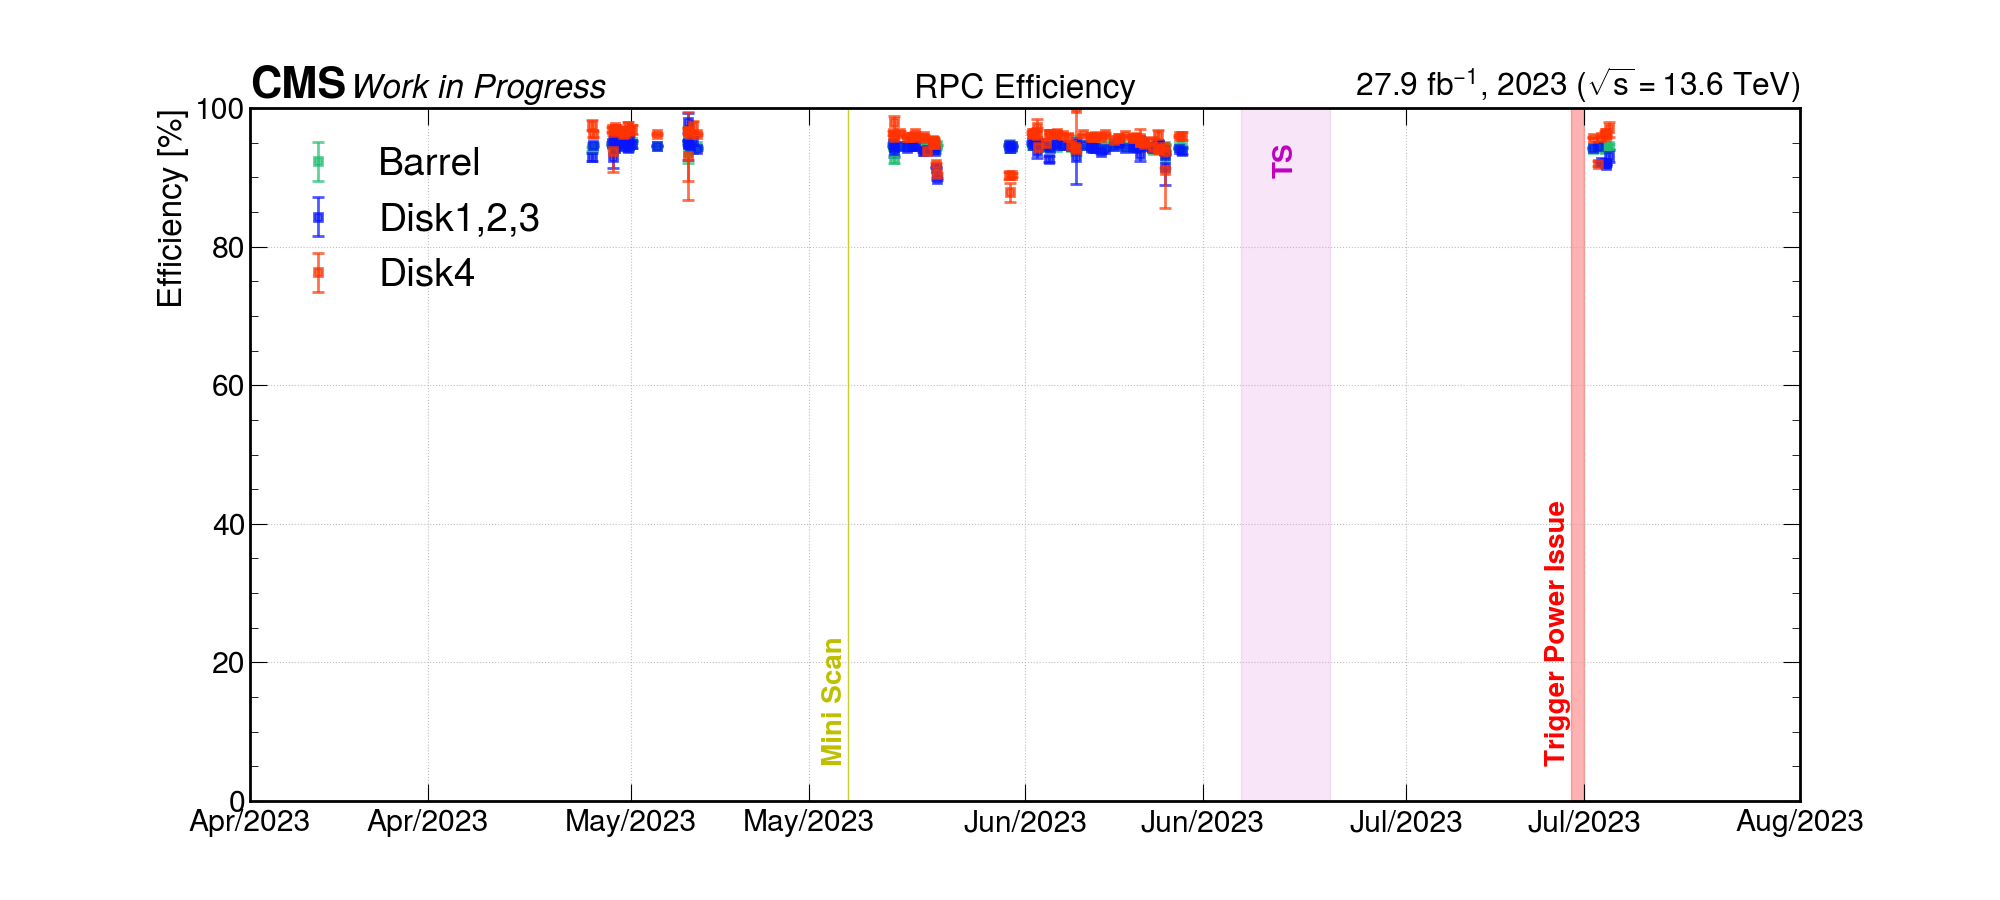 CMS Work in Progress RPC Efficiency 27.9 fb⁻¹, 2023 (√s = 13.6 TeV)
Efficiency [%]
100
80
60
40
20
0
Barrel
Disk1,2,3
Disk4
Mini Scan
TS
Trigger Power Issue
Apr/2023 Apr/2023 May/2023 May/2023 Jun/2023 Jun/2023 Jul/2023 Jul/2023 Aug/2023